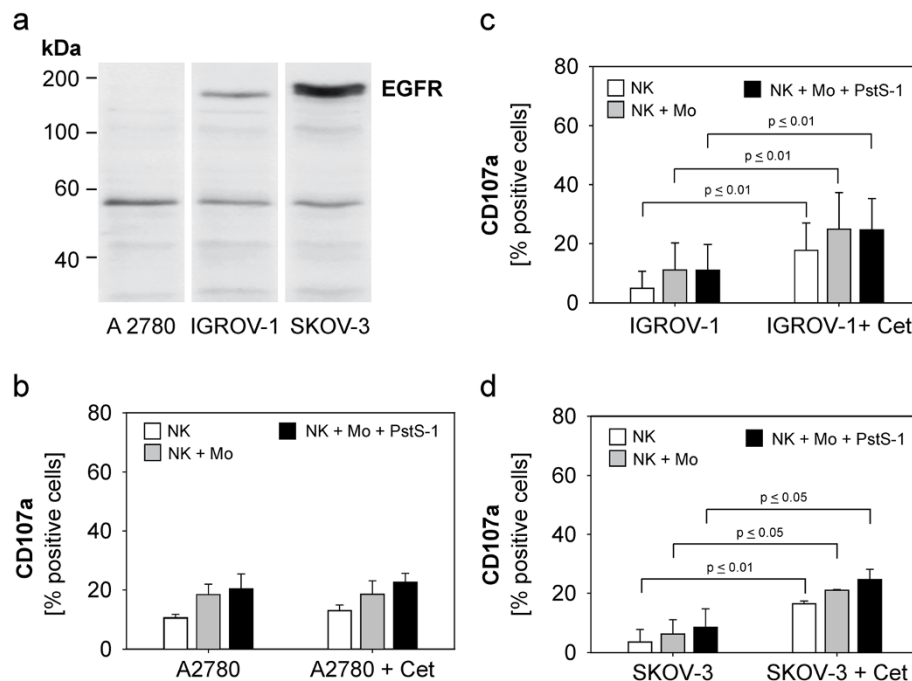 a
kDa
200
100
60
40
EGFR
A 2780 IGROV-1 SKOV-3
b
CD107a
[% positive cells]
80
60
40
20
0
NK
NK + Mo
NK + Mo + PstS-1
A2780
A2780 + Cet
c
CD107a
[% positive cells]
80
60
40
20
0
NK
NK + Mo
NK + Mo + PstS-1
p ≤ 0.01
p ≤ 0.01
p ≤ 0.01
IGROV-1
IGROV-1+ Cet
d
CD107a
[% positive cells]
80
60
40
20
0
NK
NK + Mo
NK + Mo + PstS-1
p ≤ 0.05
p ≤ 0.05
p ≤ 0.01
SKOV-3
SKOV-3 + Cet